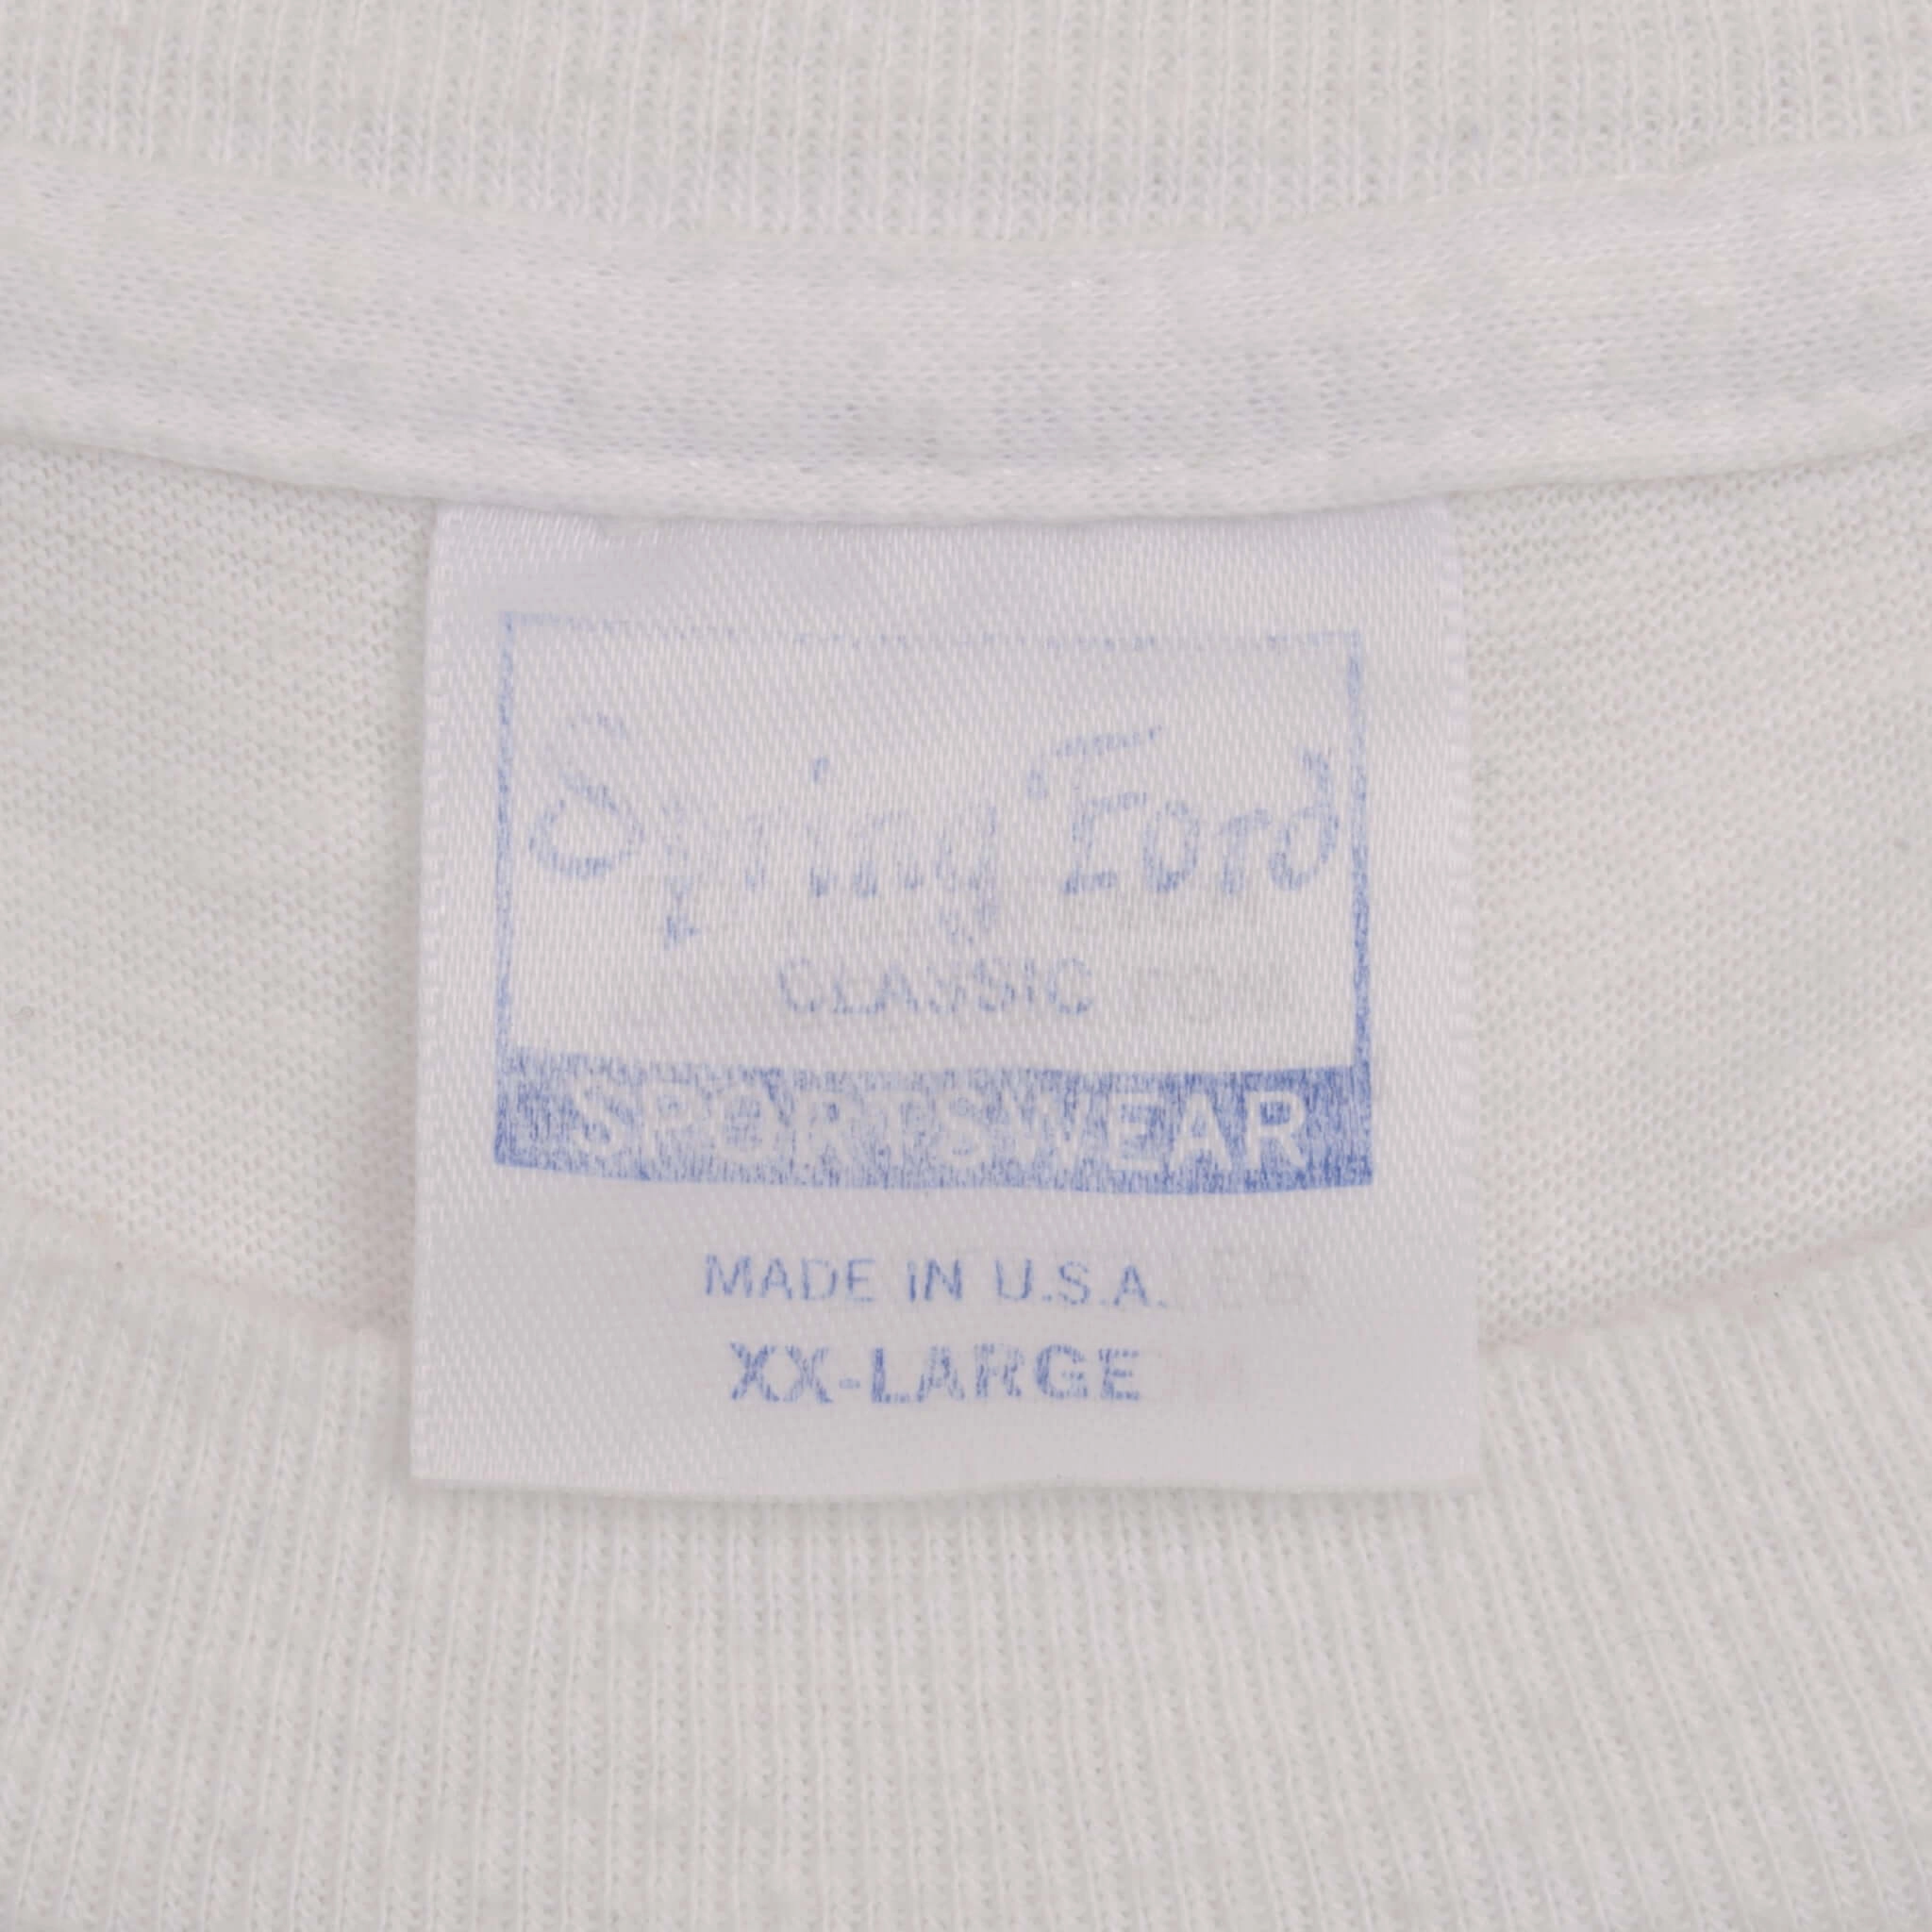 Spring Ford
CLASSIC
SPORTSWEAR
MADE IN U.S.A.
XX-LARGE